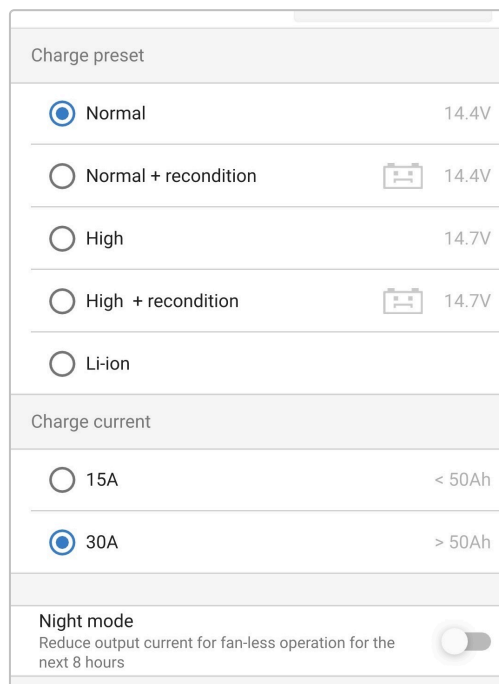 Charge preset
Normal 14.4V
Normal + recondition 14.4V
High 14.7V
High + recondition 14.7V
Li-ion
Charge current
15A < 50Ah
30A > 50Ah
Night mode
Reduce output current for fan-less operation for the
next 8 hours